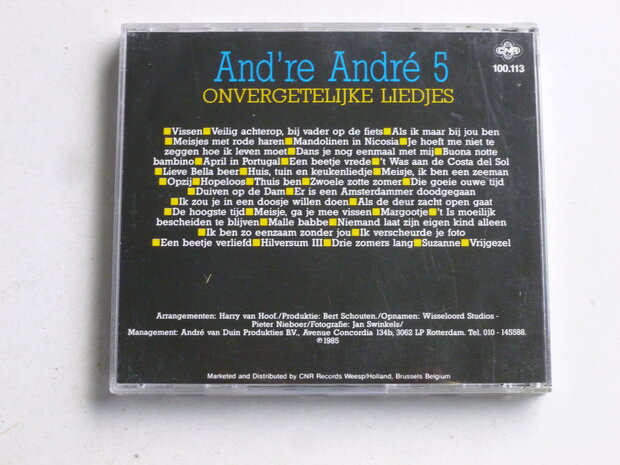 And're André 5
CNR
100.113
ONVERGETELIJKE LIEDJES
Vissen Veilig achterop, bij vader op de fiets Als ik maar bij jou ben
Meisjes met rode haren Mandolinen in Nicosia Je hoeft me niet te
zeggen hoe ik leven moet Dans je nog eenmaal met mij Buona notte
bambino April in Portugal Een beetje vrede 't Was aan de Costa del Sol
Lieve Bella beer Huis, tuin en keukenliedje Meisje, ik ben een zeeman
Opzij Hopeloos Thuis ben Zwoele zotte zomer Die goeie ouwe tijd
Duiven op de Dam Er is een Amsterdammer doodgegaan
Ik zou je in een doosje willen doen Als de deur zacht open gaat
De hoogste tijd Meisje, ga je mee vissen Margootje 't Is moeilijk
bescheiden te blijven Malle babbe Niemand laat zijn eigen kind alleen
Ik ben zo eenzaam zonder jou Ik verscheurde je foto
Een beetje verliefd Hilversum III Drie zomers lang Suzanne Vrijgezel
Arrangementen: Harry van Hoof./Produktie: Bert Schouten./Opnamen: Wisseloord Studios -
Pieter Nieboer/Fotografie: Jan Swinkels/
Management: André van Duin Produkties B.V., Avenue Concordia 134b, 3062 LP Rotterdam. Tel. 010 - 145588.
℗1985
Marketed and Distributed by CNR Records Weesp/Holland, Brussels Belgium